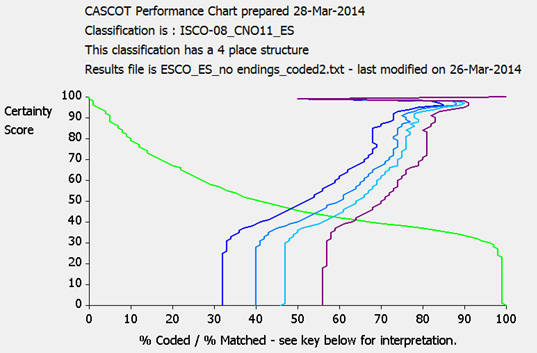 CASCOT Performance Chart prepared 28-Mar-2014
Classification is : ISCO-08_CNO11_ES
This classification has a 4 place structure
Results file is ESCO_ES_no endings_coded2.txt - last modified on 26-Mar-2014
Certainty
Score
100
90
80
70
60
50
40
30
20
10
0
0 10 20 30 40 50 60 70 80 90 100
% Coded / % Matched - see key below for interpretation.